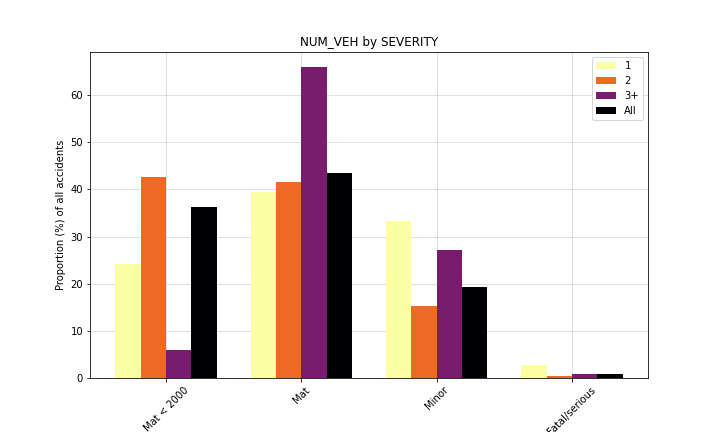 NUM_VEH by SEVERITY
1
2
3+
All
Proportion (%) of all accidents
60
50
40
30
20
10
0
Mat < 2000
Mat
Minor
Fatal/serious